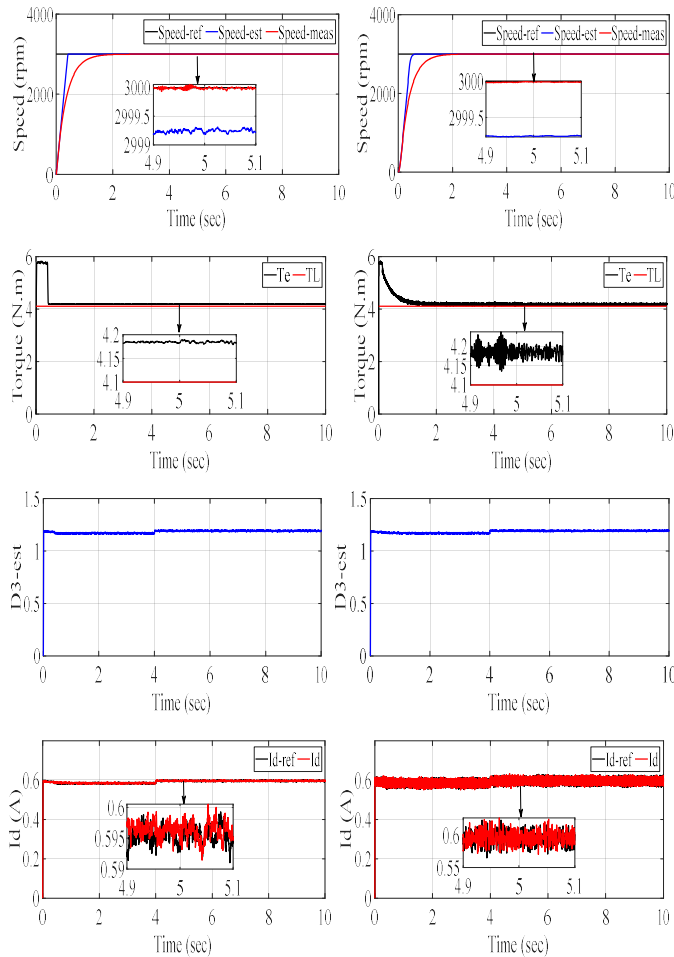 Speed-ref Speed-est Speed-meas
Speed (rpm)
4000
2000
0
3000
2999.5
2999
4.9 5 5.1
0 2 4 6 8 10
Time (sec)
Speed-ref Speed-est Speed-meas
Speed (rpm)
4000
2000
0
3000
2999.5
4.9 5 5.1
0 2 4 6 8 10
Time (sec)
Te TL
Torque (N.m)
6
4
2
0
4.2
4.15
4.1
4.9 5 5.1
0 2 4 6 8 10
Time (sec)
Te TL
Torque (N.m)
6
4
2
0
4.2
4.15
4.1
4.9 5 5.1
0 2 4 6 8 10
Time (sec)
D3-est
1.5
1
0.5
0
0 2 4 6 8 10
Time (sec)
D3-est
1.5
1
0.5
0
0 2 4 6 8 10
Time (sec)
Id-ref Id
Id (A)
0.6
0.4
0.2
0
0.6
0.595
0.59
4.9 5 5.1
0 2 4 6 8 10
Time (sec)
Id-ref Id
Id (A)
0.6
0.4
0.2
0
0.6
0.55
4.9 5 5.1
0 2 4 6 8 10
Time (sec)